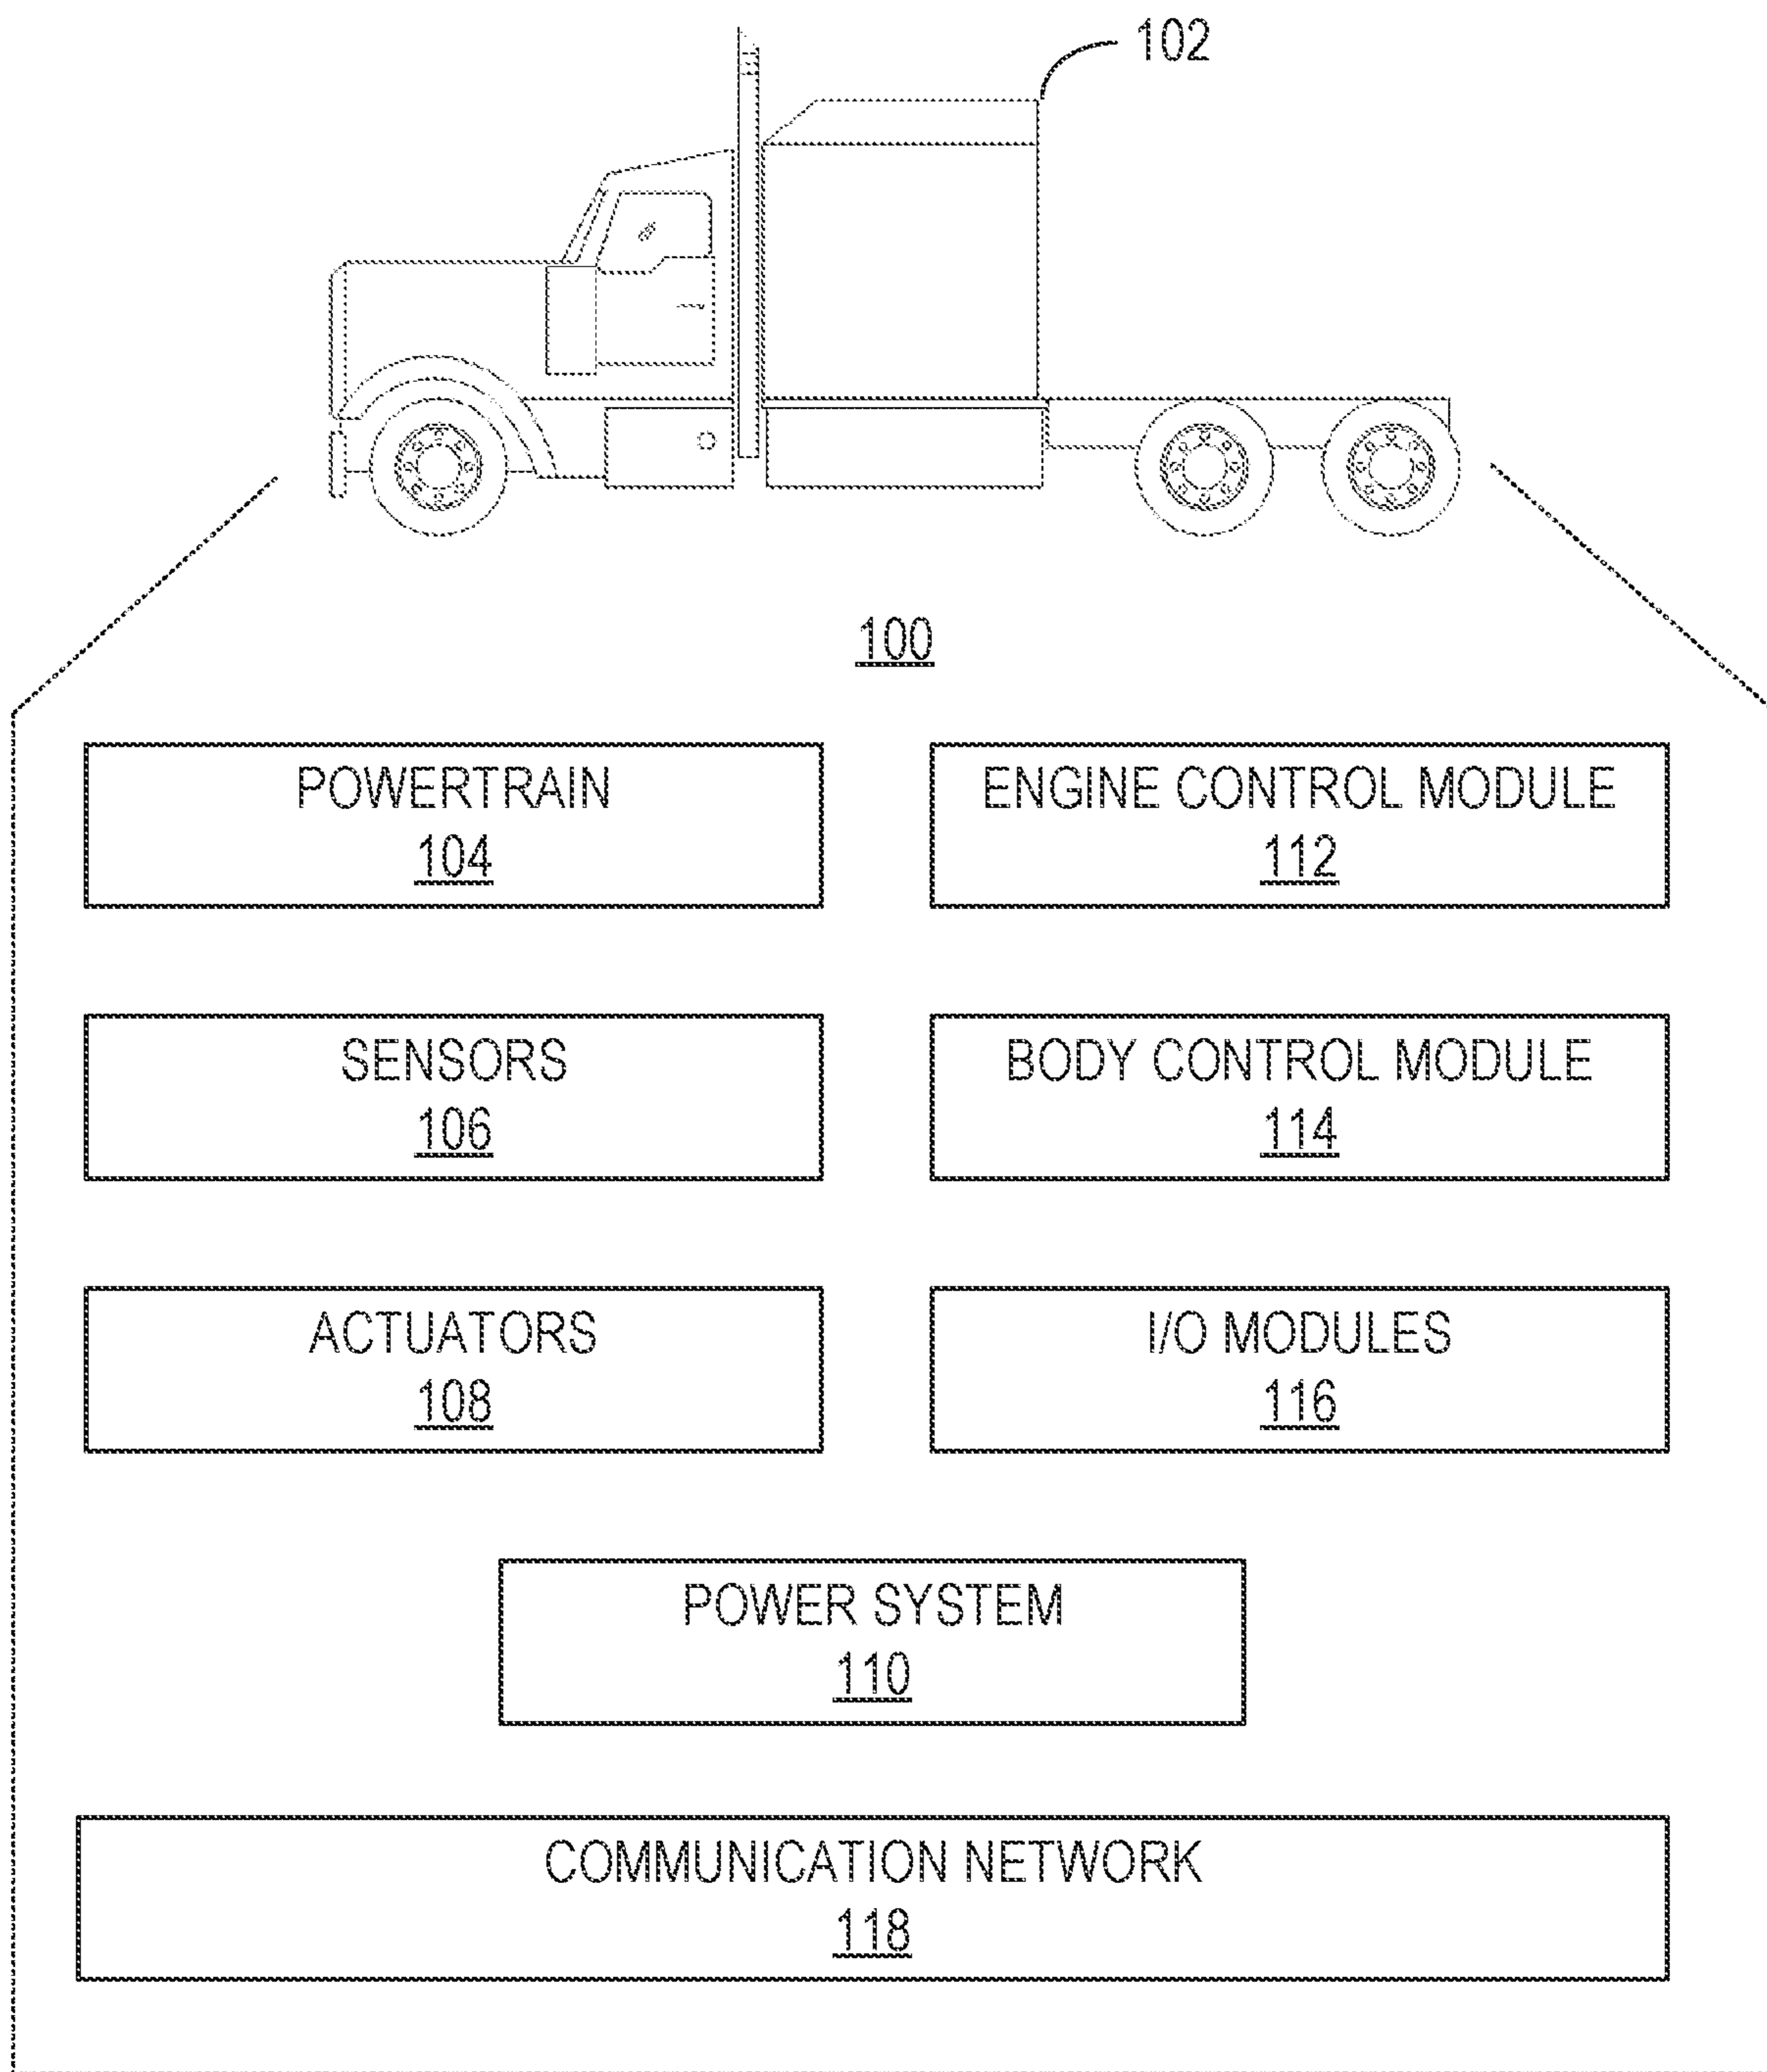 102
100
POWERTRAIN
104
ENGINE CONTROL MODULE
112
SENSORS
106
BODY CONTROL MODULE
114
ACTUATORS
108
I/O MODULES
116
POWER SYSTEM
110
COMMUNICATION NETWORK
118